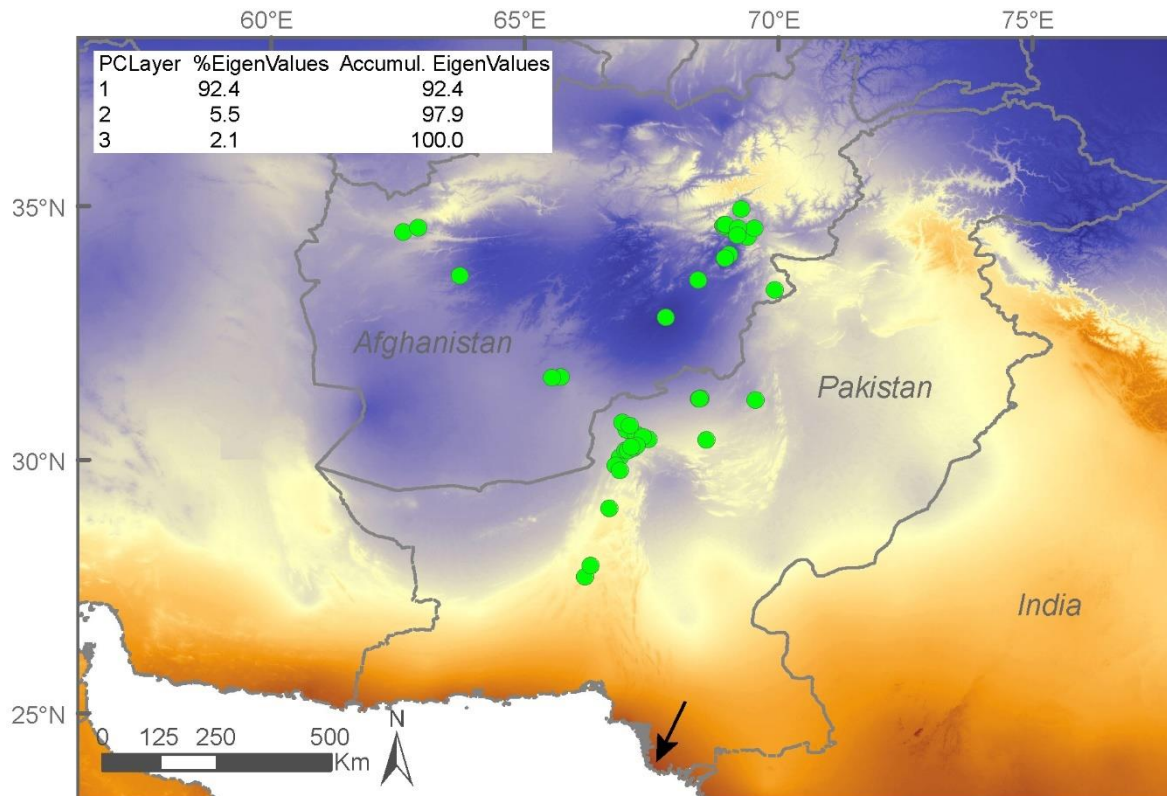 60°E 65°E 70°E 75°E
PCLayer %EigenValues Accumul. EigenValues
1 92.4 92.4
2 5.5 97.9
3 2.1 100.0
35°N
Afghanistan
Pakistan
30°N
India
25°N
N
0 125 250 500
Km